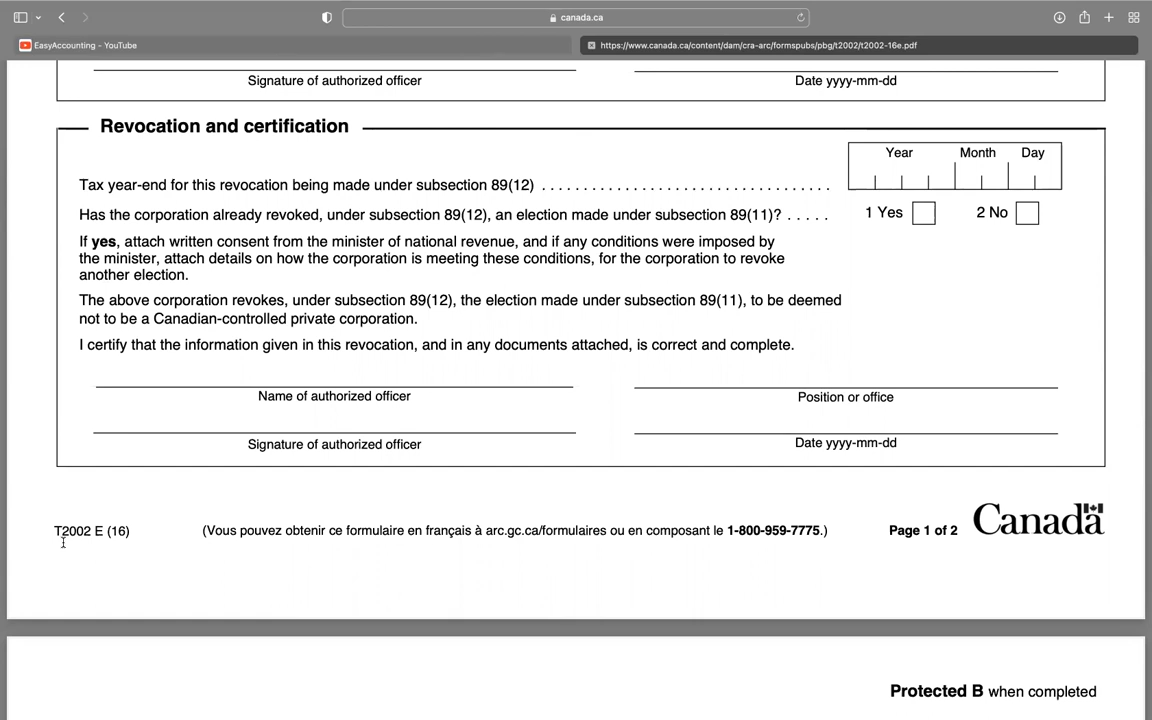 canada.ca
EasyAccounting - YouTube
https://www.canada.ca/content/dam/cra-arc/formspubs/pbg/t2002/t2002-16e.pdf
Signature of authorized officer
Date yyyy-mm-dd
Revocation and certification
Year Month Day
Tax year-end for this revocation being made under subsection 89(12) . . . . . . . . . . . . . . . . . . . . . . . . . . . . . . . . . . .
Has the corporation already revoked, under subsection 89(12), an election made under subsection 89(11)? . . . . . 1 Yes 2 No
If yes, attach written consent from the minister of national revenue, and if any conditions were imposed by
the minister, attach details on how the corporation is meeting these conditions, for the corporation to revoke
another election.
The above corporation revokes, under subsection 89(12), the election made under subsection 89(11), to be deemed
not to be a Canadian-controlled private corporation.
I certify that the information given in this revocation, and in any documents attached, is correct and complete.
Name of authorized officer
Position or office
Signature of authorized officer
Date yyyy-mm-dd
T2002 E (16) (Vous pouvez obtenir ce formulaire en français à arc.gc.ca/formulaires ou en composant le 1-800-959-7775.) Page 1 of 2 Canada
Protected B when completed